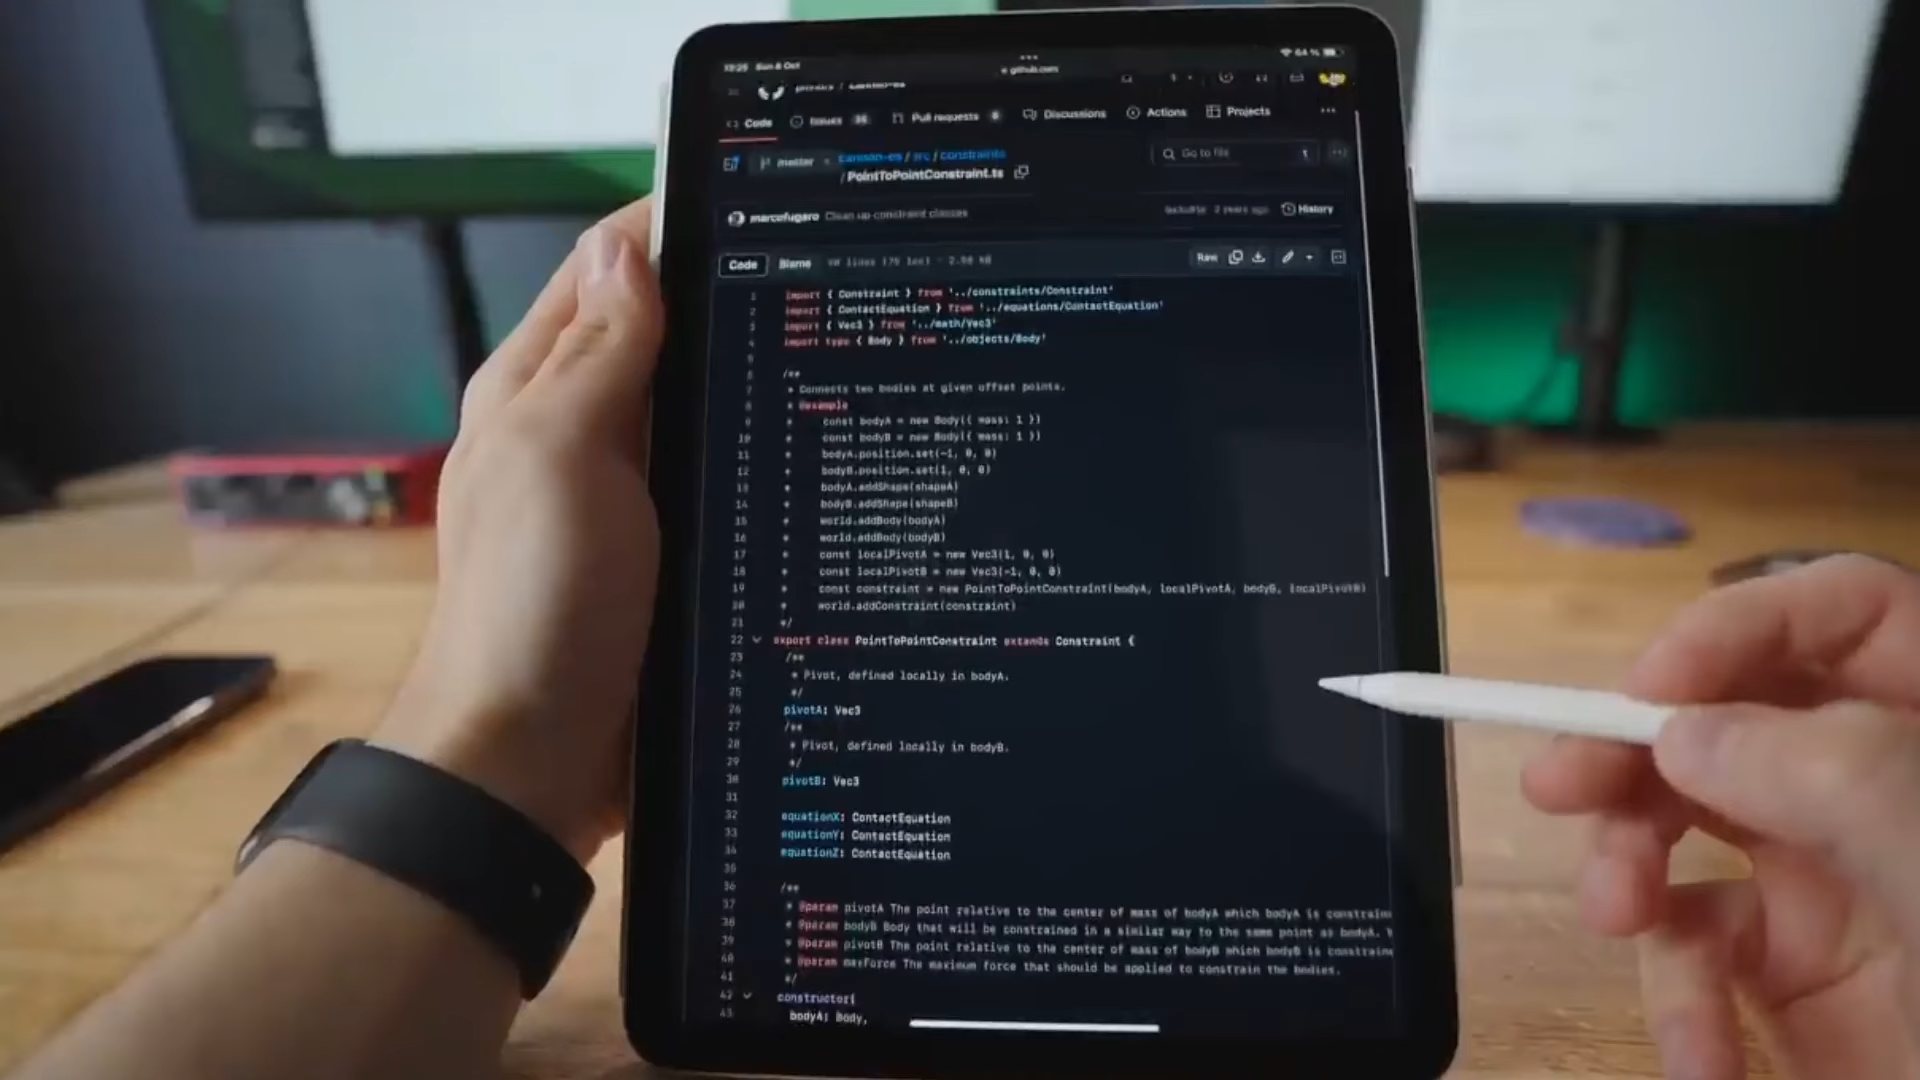 Sun 8 Oct
github.com
64 %
Code Issues Pull requests Discussions Actions Projects
master cannon-es / src / constraints Go to file
/ PointToPointConstraint.ts
marcofugaro Clean up constraint classes 2 years ago History
Code Blame Raw
1 import { Constraint } from '../constraints/Constraint'
2 import { ContactEquation } from '../equations/ContactEquation'
3 import { Vec3 } from '../math/Vec3'
4 import type { Body } from '../objects/Body'
5
6 /**
7 * Connects two bodies at given offset points.
8 * @example
9 * const bodyA = new Body({ mass: 1 })
10 * const bodyB = new Body({ mass: 1 })
11 * bodyA.position.set(-1, 0, 0)
12 * bodyB.position.set(1, 0, 0)
13 * bodyA.addShape(shapeA)
14 * bodyB.addShape(shapeB)
15 * world.addBody(bodyA)
16 * world.addBody(bodyB)
17 * const localPivotA = new Vec3(1, 0, 0)
18 * const localPivotB = new Vec3(-1, 0, 0)
19 * const constraint = new PointToPointConstraint(bodyA, localPivotA, bodyB, localPivotB)
20 * world.addConstraint(constraint)
21 */
22 export class PointToPointConstraint extends Constraint {
23 /**
24 * Pivot, defined locally in bodyA.
25 */
26 pivotA: Vec3
27 /**
28 * Pivot, defined locally in bodyB.
29 */
30 pivotB: Vec3
31
32 equationX: ContactEquation
33 equationY: ContactEquation
34 equationZ: ContactEquation
35
36 /**
37 * @param pivotA The point relative to the center of mass of bodyA which bodyA is constraine
38 * @param bodyB Body that will be constrained in a similar way to the same point as bodyA.
39 * @param pivotB The point relative to the center of mass of bodyB which bodyB is constraine
40 * @param maxForce The maximum force that should be applied to constrain the bodies.
41 */
42 constructor(
43 bodyA: Body,